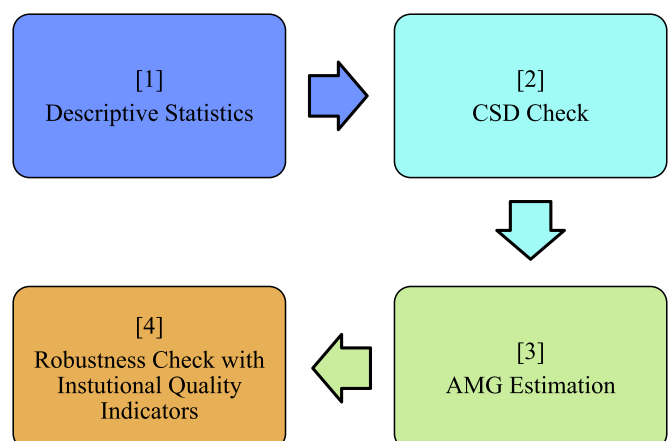 [1]
Descriptive Statistics
[2]
CSD Check
[3]
AMG Estimation
[4]
Robustness Check with
Instutional Quality
Indicators